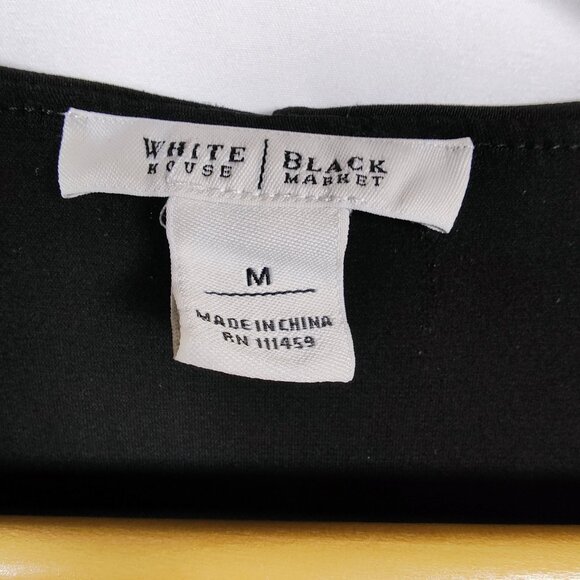 WHITE | BLACK
HOUSE | MARKET
M
MADE IN CHINA
RN 111459